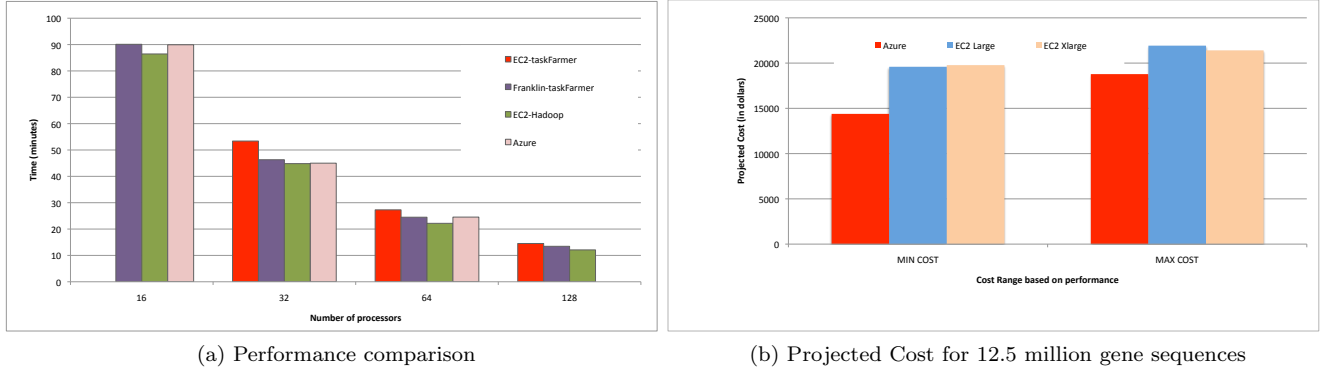 100
90
80
70
60
50
40
30
20
10
0
Time (minutes)
16
32
64
128
Number of processors
EC2-taskFarmer
Franklin-taskFarmer
EC2-Hadoop
Azure
(a) Performance comparison
25000
20000
15000
10000
5000
0
Projected Cost (in dollars)
Azure
EC2 Large
EC2 Xlarge
MIN COST
MAX COST
Cost Range based on performance
(b) Projected Cost for 12.5 million gene sequences